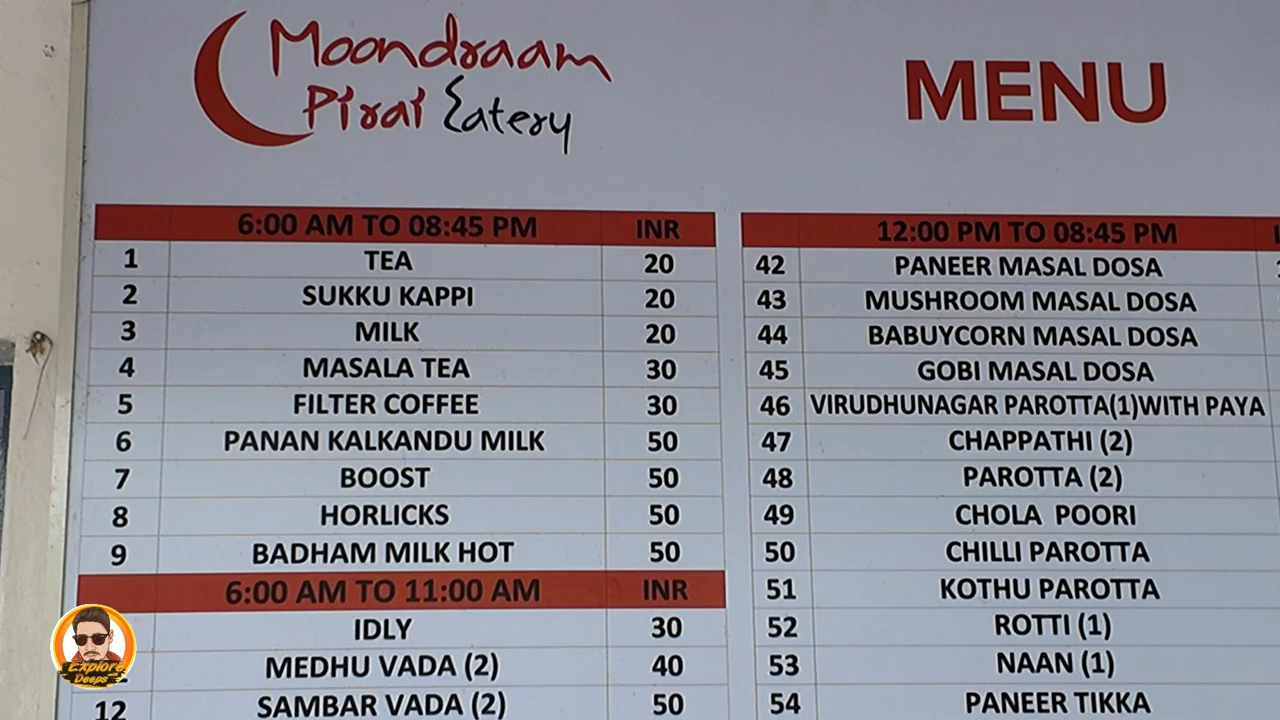 Moondraam
Pirai Eatery
MENU
6:00 AM TO 08:45 PM INR
1 TEA 20
2 SUKKU KAPPI 20
3 MILK 20
4 MASALA TEA 30
5 FILTER COFFEE 30
6 PANAN KALKANDU MILK 50
7 BOOST 50
8 HORLICKS 50
9 BADHAM MILK HOT 50
6:00 AM TO 11:00 AM INR
IDLY 30
MEDHU VADA (2) 40
12 SAMBAR VADA (2) 50
12:00 PM TO 08:45 PM
42 PANEER MASAL DOSA
43 MUSHROOM MASAL DOSA
44 BABUYCORN MASAL DOSA
45 GOBI MASAL DOSA
46 VIRUDHUNAGAR PAROTTA(1)WITH PAYA
47 CHAPPATHI (2)
48 PAROTTA (2)
49 CHOLA POORI
50 CHILLI PAROTTA
51 KOTHU PAROTTA
52 ROTTI (1)
53 NAAN (1)
54 PANEER TIKKA
Explore
Deeps